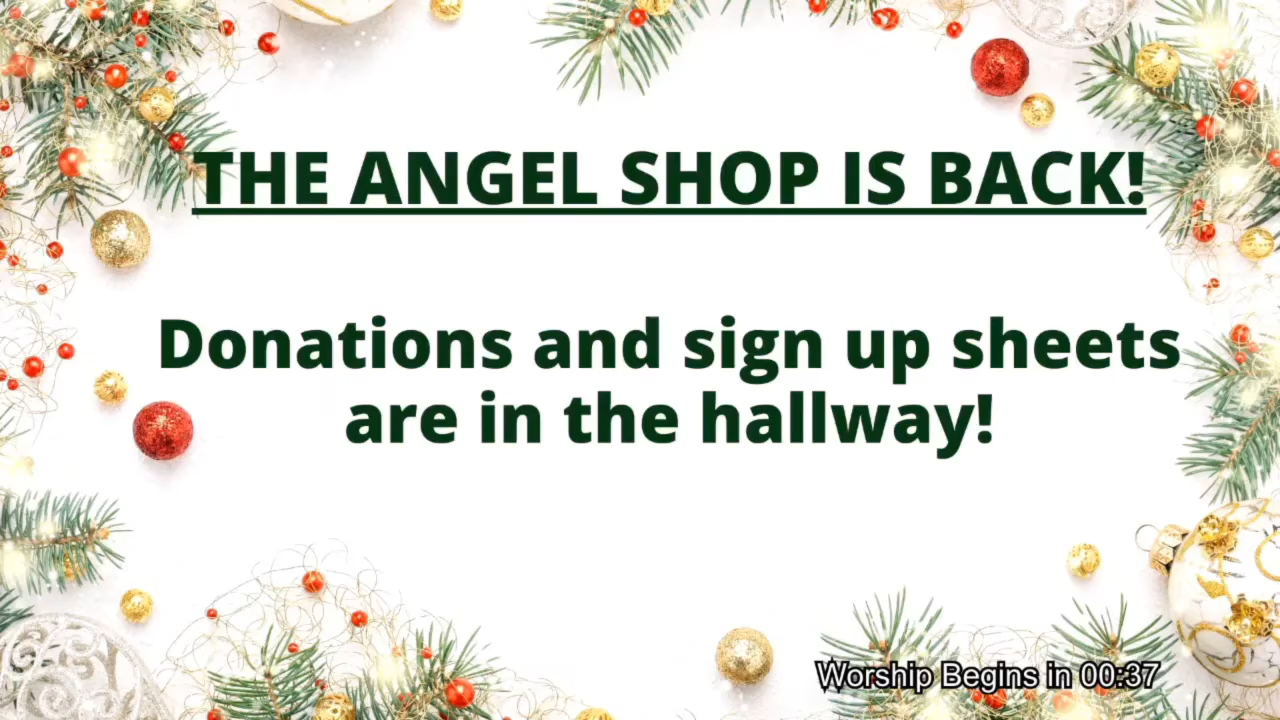 THE ANGEL SHOP IS BACK!
Donations and sign up sheets
are in the hallway!
Worship Begins in 00:37